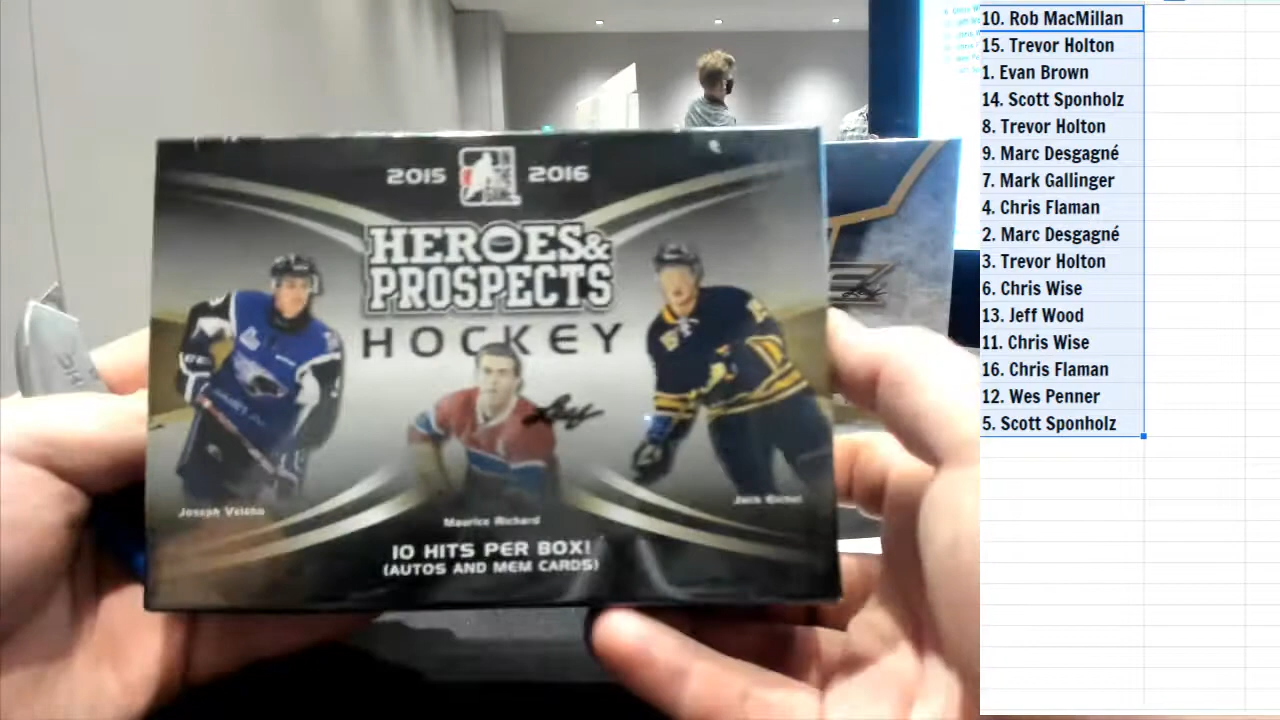 2015 2016
HEROES&
PROSPECTS
HOCKEY
Leaf
Joseph Veleno
Maurice Richard
Jack Eichel
10 HITS PER BOX!
(AUTOS AND MEM CARDS)
10. Rob MacMillan
15. Trevor Holton
1. Evan Brown
14. Scott Sponholz
8. Trevor Holton
9. Marc Desgagné
7. Mark Gallinger
4. Chris Flaman
2. Marc Desgagné
3. Trevor Holton
6. Chris Wise
13. Jeff Wood
11. Chris Wise
16. Chris Flaman
12. Wes Penner
5. Scott Sponholz